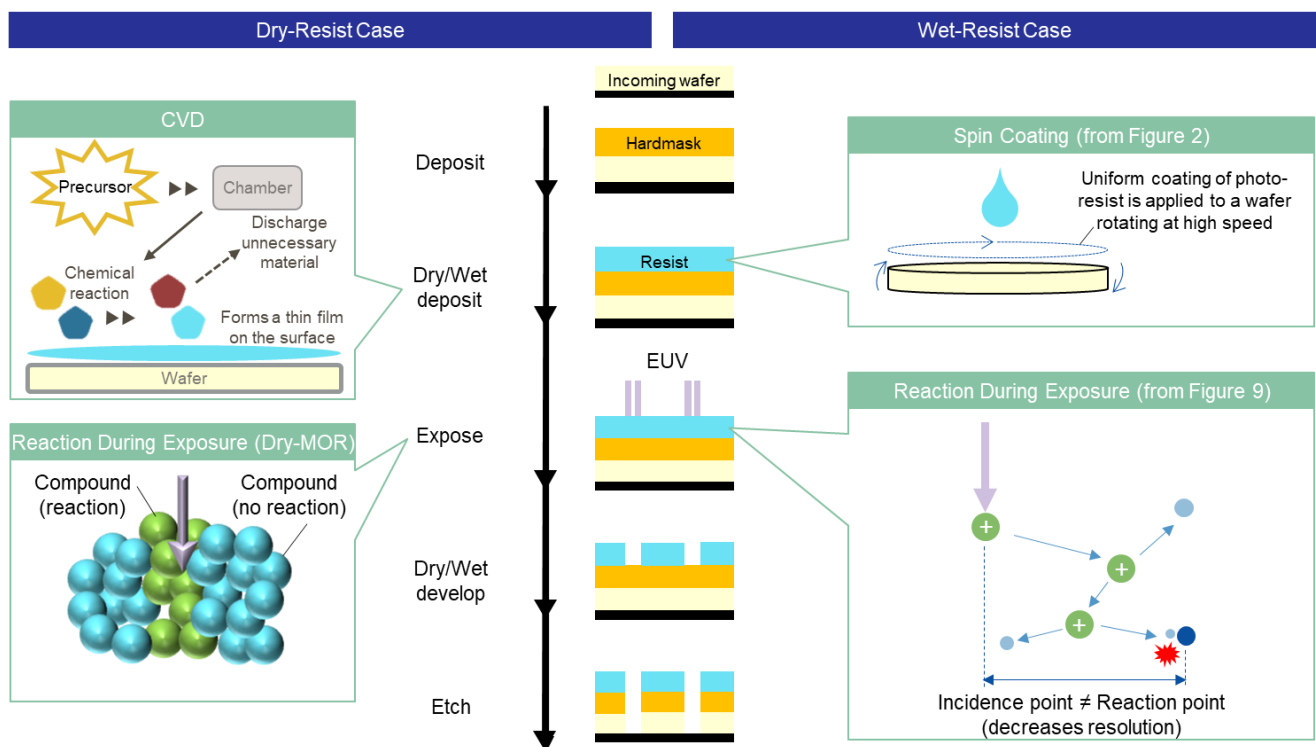 Dry-Resist Case
Wet-Resist Case
Incoming wafer
CVD
Precursor
Chamber
Discharge
unnecessary
material
Chemical
reaction
Forms a thin film
on the surface
Wafer
Deposit
Hardmask
Spin Coating (from Figure 2)
Uniform coating of photo-
resist is applied to a wafer
rotating at high speed
Dry/Wet
deposit
Resist
EUV
Reaction During Exposure (Dry-MOR)
Compound
(reaction)
Compound
(no reaction)
Expose
Reaction During Exposure (from Figure 9)
+
+
+
Incidence point ≠ Reaction point
(decreases resolution)
Dry/Wet
develop
Etch